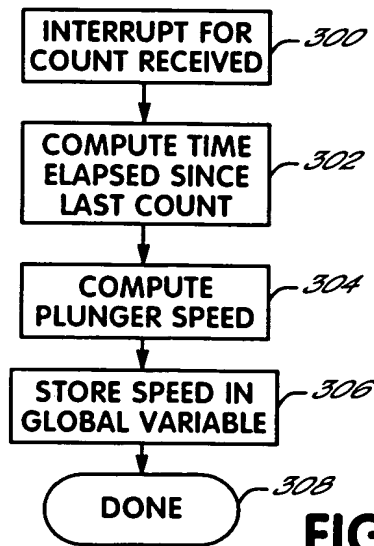 INTERRUPT FOR
COUNT RECEIVED
300
COMPUTE TIME
ELAPSED SINCE
LAST COUNT
302
COMPUTE
PLUNGER SPEED
304
STORE SPEED IN
GLOBAL VARIABLE
306
DONE
308
FIG